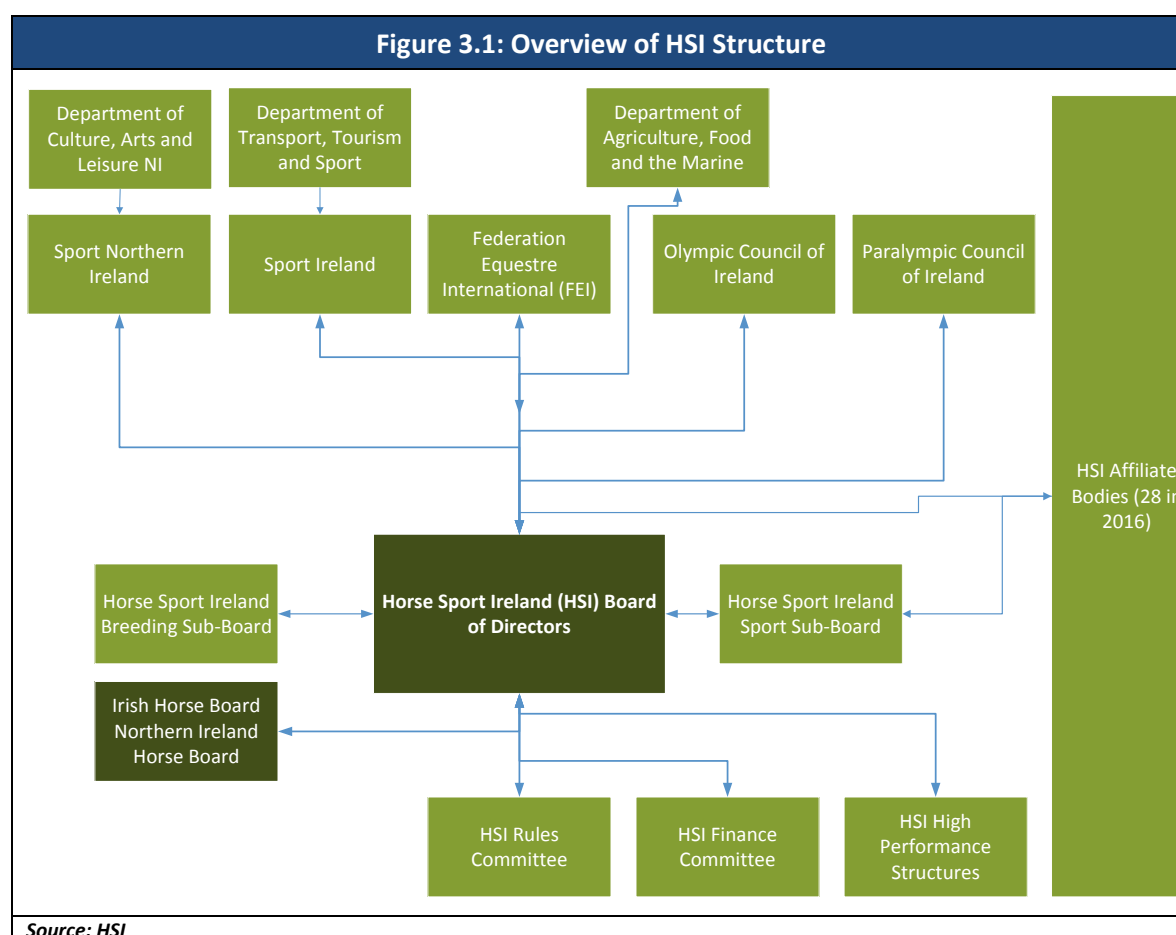 Figure 3.1: Overview of HSI Structure
Department of
Culture, Arts and
Leisure NI
Department of
Transport, Tourism
and Sport
Department of
Agriculture, Food
and the Marine
Sport Northern
Ireland
Sport Ireland
Federation
Equestre
International (FEI)
Olympic Council of
Ireland
Paralympic Council
of Ireland
HSI Affiliate
Bodies (28 in
2016)
Horse Sport Ireland
Breeding Sub-Board
Horse Sport Ireland (HSI) Board
of Directors
Horse Sport Ireland
Sport Sub-Board
Irish Horse Board
Northern Ireland
Horse Board
HSI Rules
Committee
HSI Finance
Committee
HSI High
Performance
Structures
Source: HSI